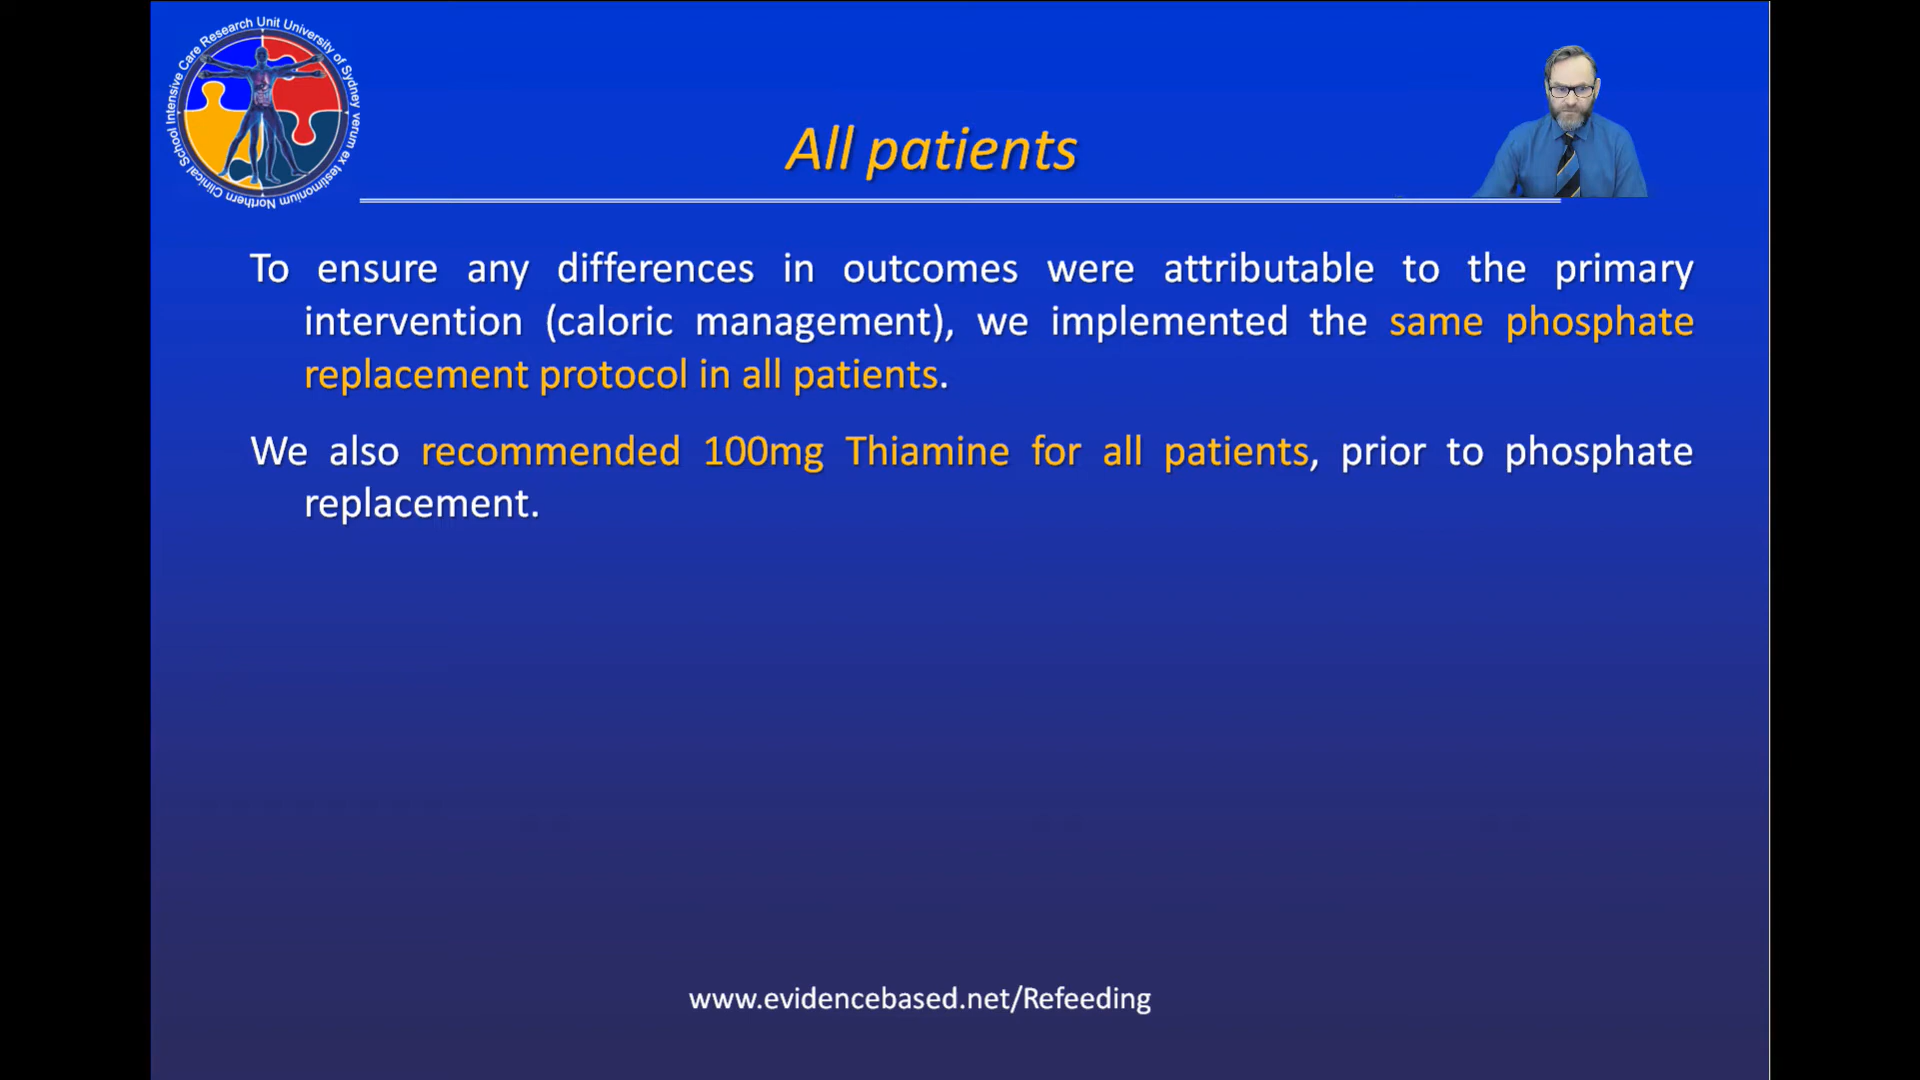 Northern Clinical School Intensive Care Research Unit University of Sydney verum ex testimonium
All patients
To ensure any differences in outcomes were attributable to the primary
intervention (caloric management), we implemented the same phosphate
replacement protocol in all patients.
We also recommended 100mg Thiamine for all patients, prior to phosphate
replacement.
www.evidencebased.net/Refeeding